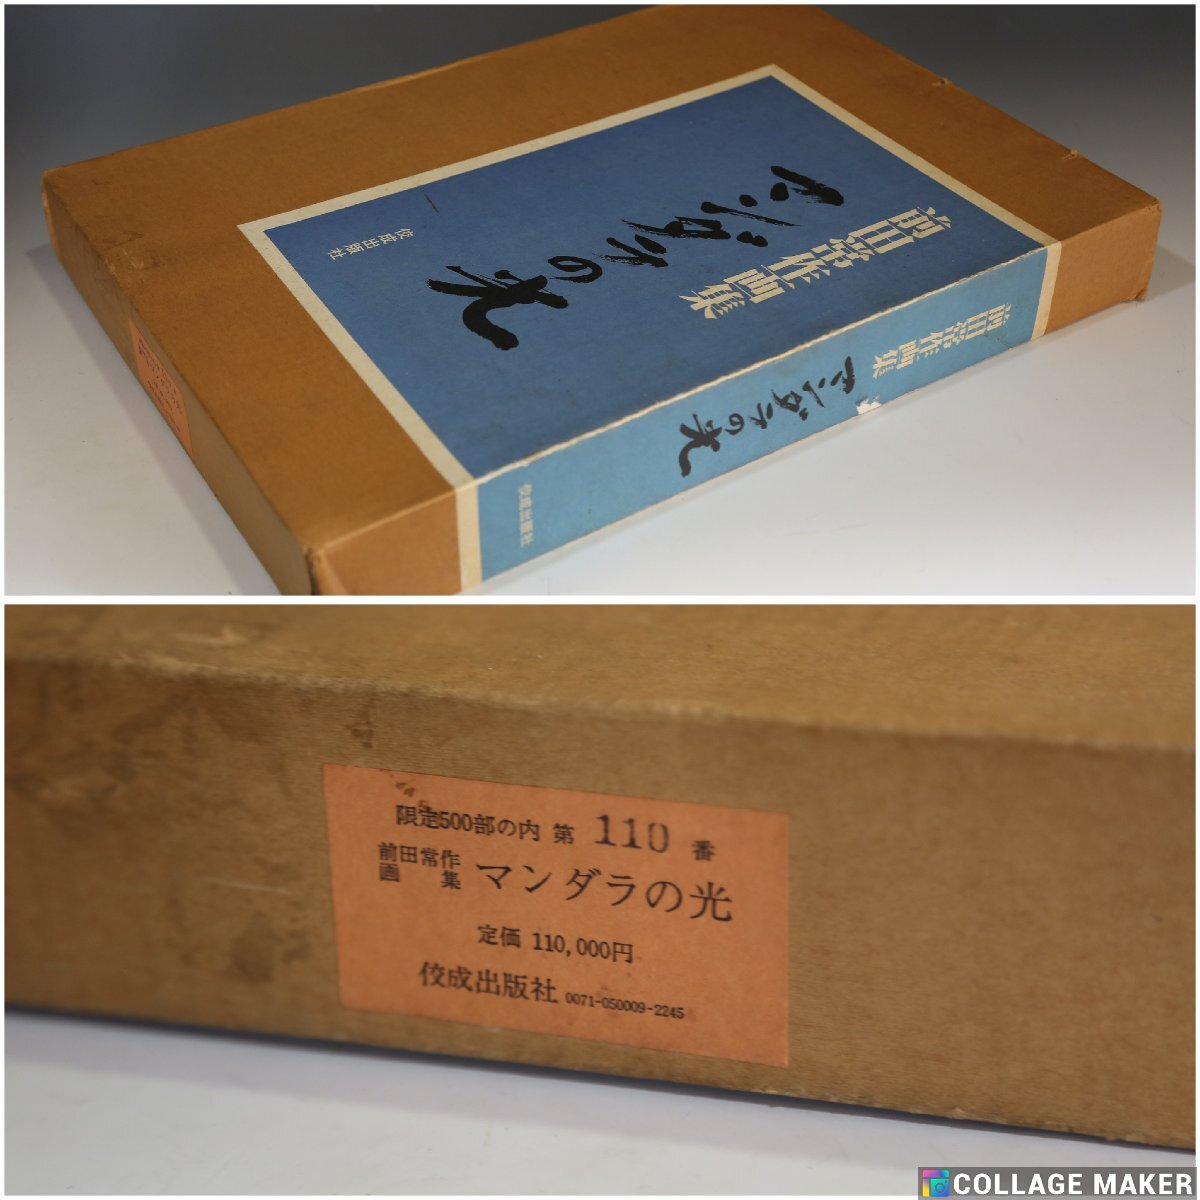 前田常作画集
マンダラの光
佼成出版社
前田常作画集
マンダラの光
佼成出版社
限定500部の内 第 110 番
前田常作
画集 マンダラの光
定価 110,000円
佼成出版社 0071-050009-2245
COLLAGE MAKER